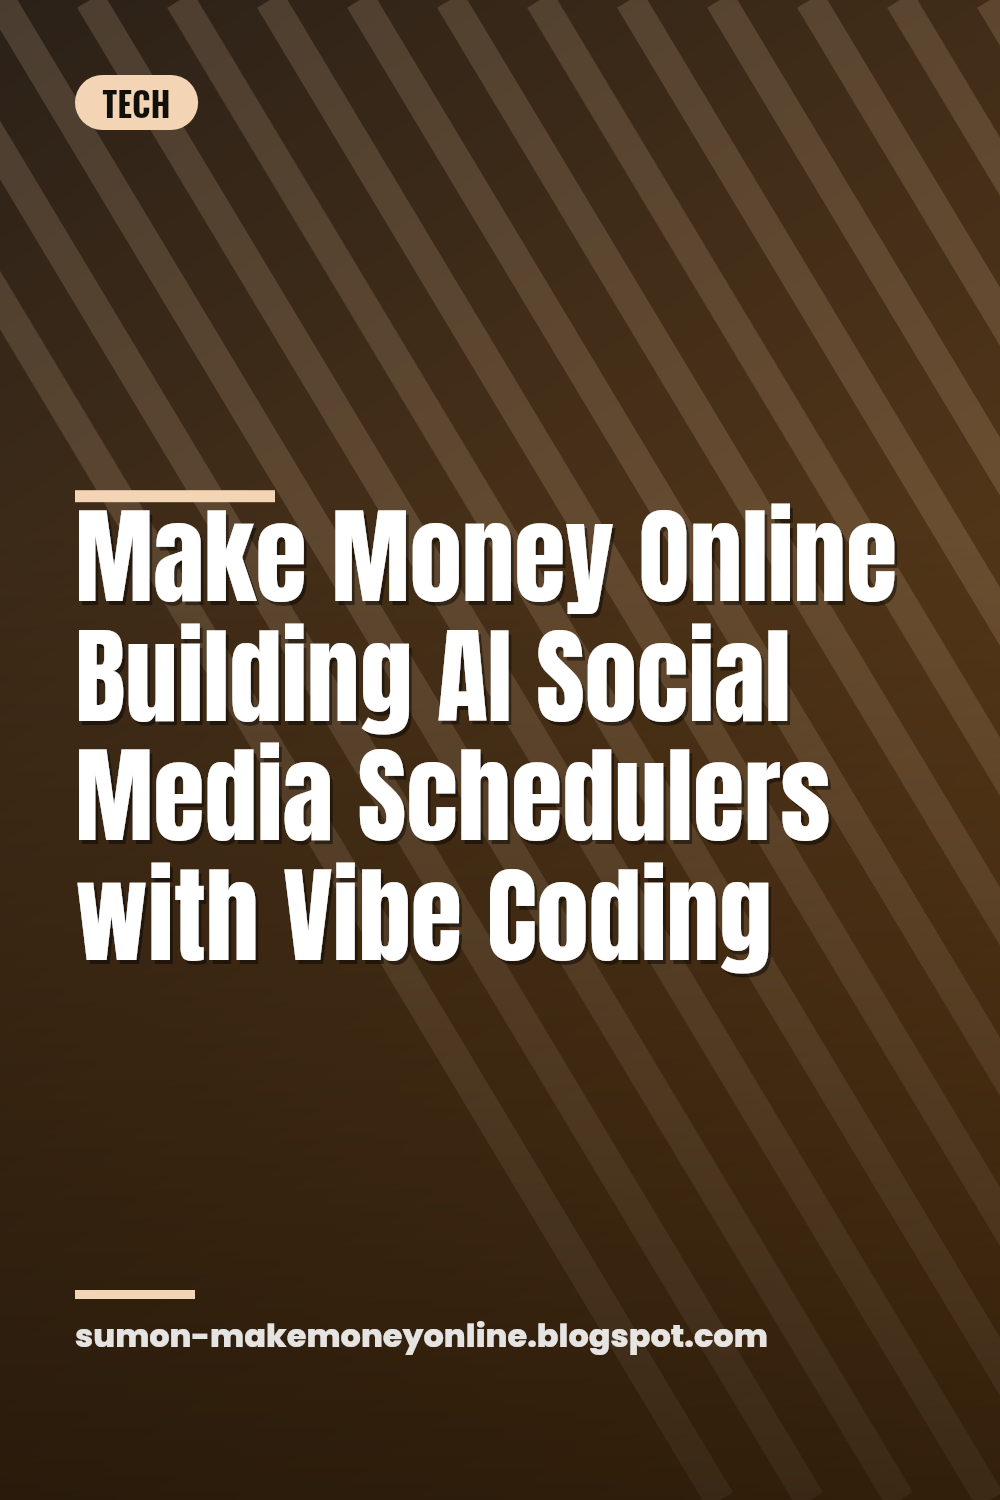 TECH
Make Money Online
Building AI Social
Media Schedulers
with Vibe Coding
sumon-makemoneyonline.blogspot.com